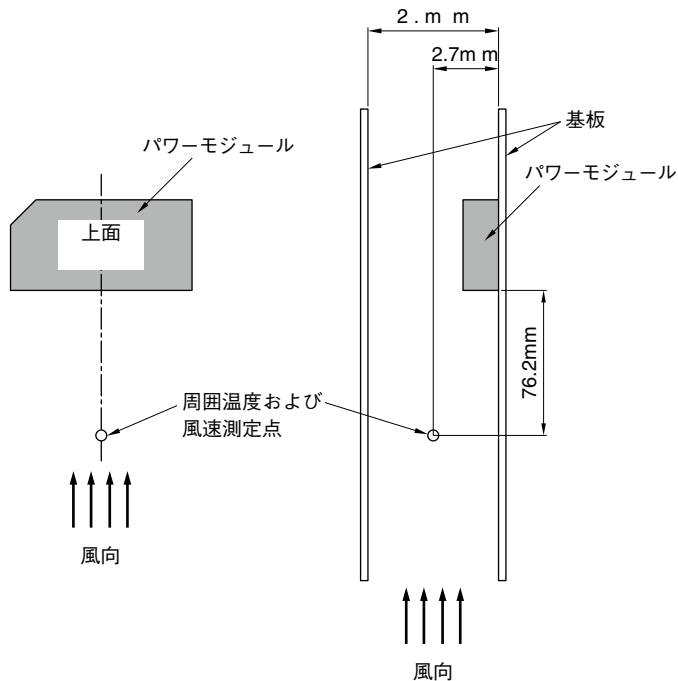 2.m m
2.7m m
基板
パワーモジュール
パワーモジュール
上面
76.2mm
周囲温度および
風速測定点
風向
風向